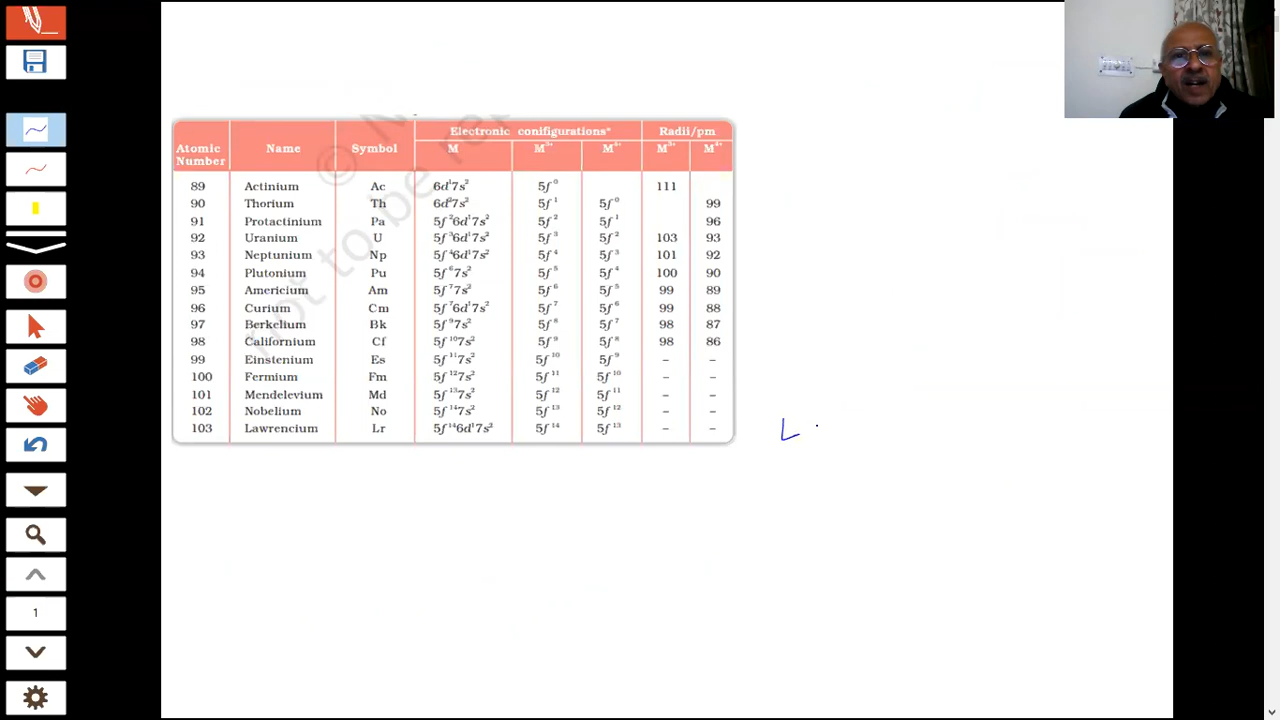 Electronic conifigurations* Radii/pm
Atomic Number Name Symbol M M³⁺ M⁴⁺ M³⁺ M⁴⁺
89 Actinium Ac 6d¹7s² 5f⁰ 111
90 Thorium Th 6d²7s² 5f¹ 5f⁰ 99
91 Protactinium Pa 5f²6d¹7s² 5f² 5f¹ 96
92 Uranium U 5f³6d¹7s² 5f³ 5f² 103 93
93 Neptunium Np 5f⁴6d¹7s² 5f⁴ 5f³ 101 92
94 Plutonium Pu 5f⁶7s² 5f⁵ 5f⁴ 100 90
95 Americium Am 5f⁷7s² 5f⁶ 5f⁵ 99 89
96 Curium Cm 5f⁷6d¹7s² 5f⁷ 5f⁶ 99 88
97 Berkelium Bk 5f⁹7s² 5f⁸ 5f⁷ 98 87
98 Californium Cf 5f¹⁰7s² 5f⁹ 5f⁸ 98 86
99 Einstenium Es 5f¹¹7s² 5f¹⁰ 5f⁹ – –
100 Fermium Fm 5f¹²7s² 5f¹¹ 5f¹⁰ – –
101 Mendelevium Md 5f¹³7s² 5f¹² 5f¹¹ – –
102 Nobelium No 5f¹⁴7s² 5f¹³ 5f¹² – –
103 Lawrencium Lr 5f¹⁴6d¹7s² 5f¹⁴ 5f¹³ – –
L
not to be rep
1